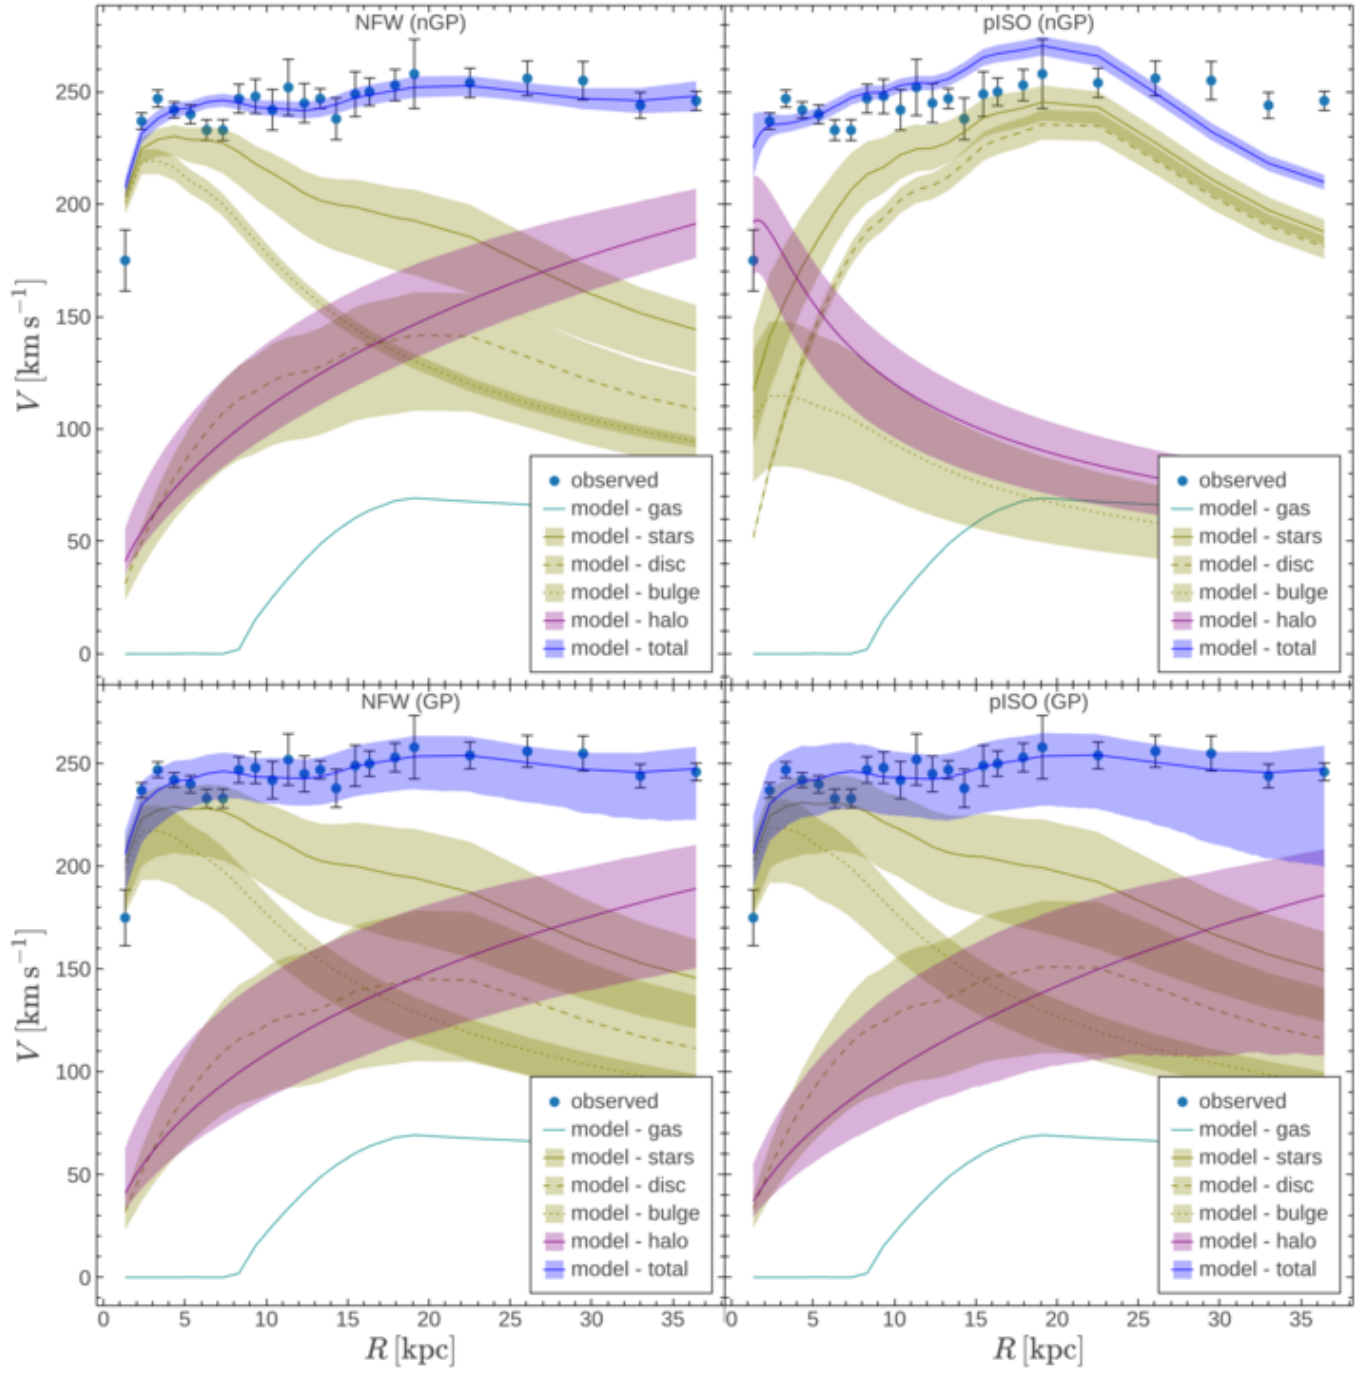 NFW (nGP)
pISO (nGP)
250
200
150
100
50
0
V [km s⁻¹]
observed
model - gas
model - stars
model - disc
model - bulge
model - halo
model - total
observed
model - gas
model - stars
model - disc
model - bulge
model - halo
model - total
NFW (GP)
pISO (GP)
250
200
150
100
50
0
V [km s⁻¹]
observed
model - gas
model - stars
model - disc
model - bulge
model - halo
model - total
observed
model - gas
model - stars
model - disc
model - bulge
model - halo
model - total
0 5 10 15 20 25 30 35 0 5 10 15 20 25 30 35
R [kpc] R [kpc]